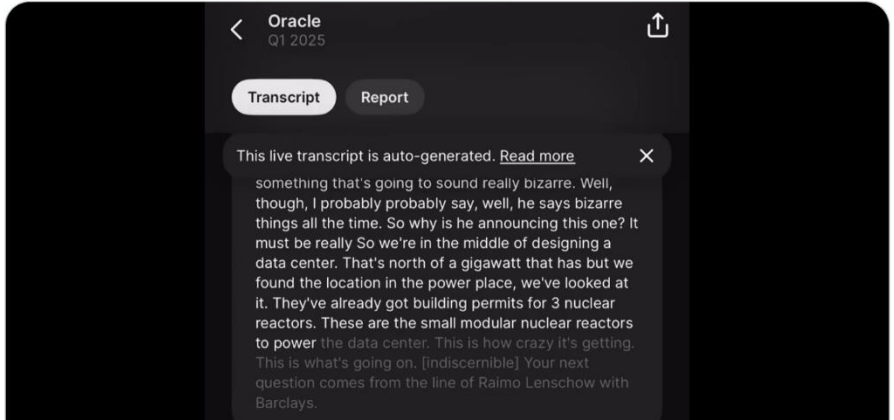 Oracle
Q1 2025
Transcript Report
This live transcript is auto-generated. Read more
something that's going to sound really bizarre. Well,
though, I probably probably say, well, he says bizarre
things all the time. So why is he announcing this one? It
must be really So we're in the middle of designing a
data center. That's north of a gigawatt that has but we
found the location in the power place, we've looked at
it. They've already got building permits for 3 nuclear
reactors. These are the small modular nuclear reactors
to power the data center. This is how crazy it's getting.
This is what's going on. [indiscernible] Your next
question comes from the line of Raimo Lenschow with
Barclays.